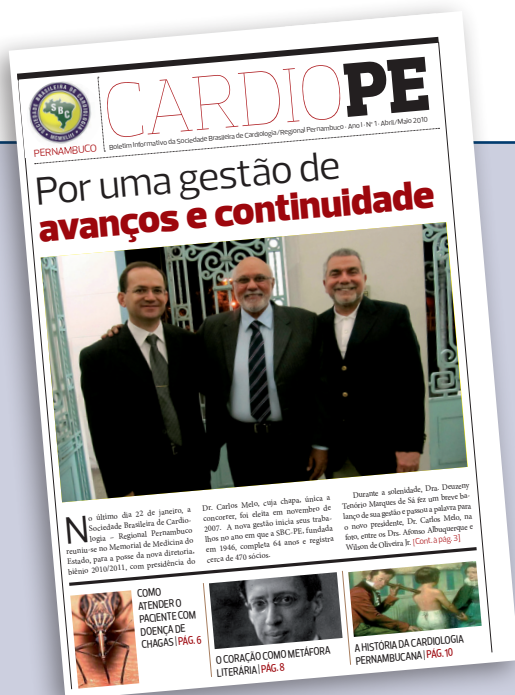 SOCIEDADE BRASILEIRA DE CARDIOLOGIA
SBC
MCMXLIII
PERNAMBUCO
CARDIOPE
Boletim Informativo da Sociedade Brasileira de Cardiologia/Regional Pernambuco - Ano I - Nº 1 - Abril/Maio 2010
Por uma gestão de
avanços e continuidade
No último dia 22 de janeiro, a
Sociedade Brasileira de Cardio-
logia – Regional Pernambuco
reuniu-se no Memorial de Medicina do
Estado, para a posse da nova diretoria,
biênio 2010/2011, com presidência do
Dr. Carlos Melo, cuja chapa, única a
concorrer, foi eleita em novembro de
2007. A nova gestão inicia seus traba-
lhos no ano em que a SBC-PE, fundada
em 1946, completa 64 anos e registra
cerca de 470 sócios.
Durante a solenidade, Dra. Deuzeny
Tenório Marques de Sá fez um breve ba-
lanço de sua gestão e passou a palavra para
o novo presidente, Dr. Carlos Melo, na
foto, entre os Drs. Afonso Albuquerque e
Wilson de Oliveira Jr. [Cont. à pág. 3]
COMO
ATENDER O
PACIENTE COM
DOENÇA DE
CHAGAS | PÁG. 6
O CORAÇÃO COMO METÁFORA
LITERÁRIA | PÁG. 8
A HISTÓRIA DA CARDIOLOGIA
PERNAMBUCANA | PÁG. 10